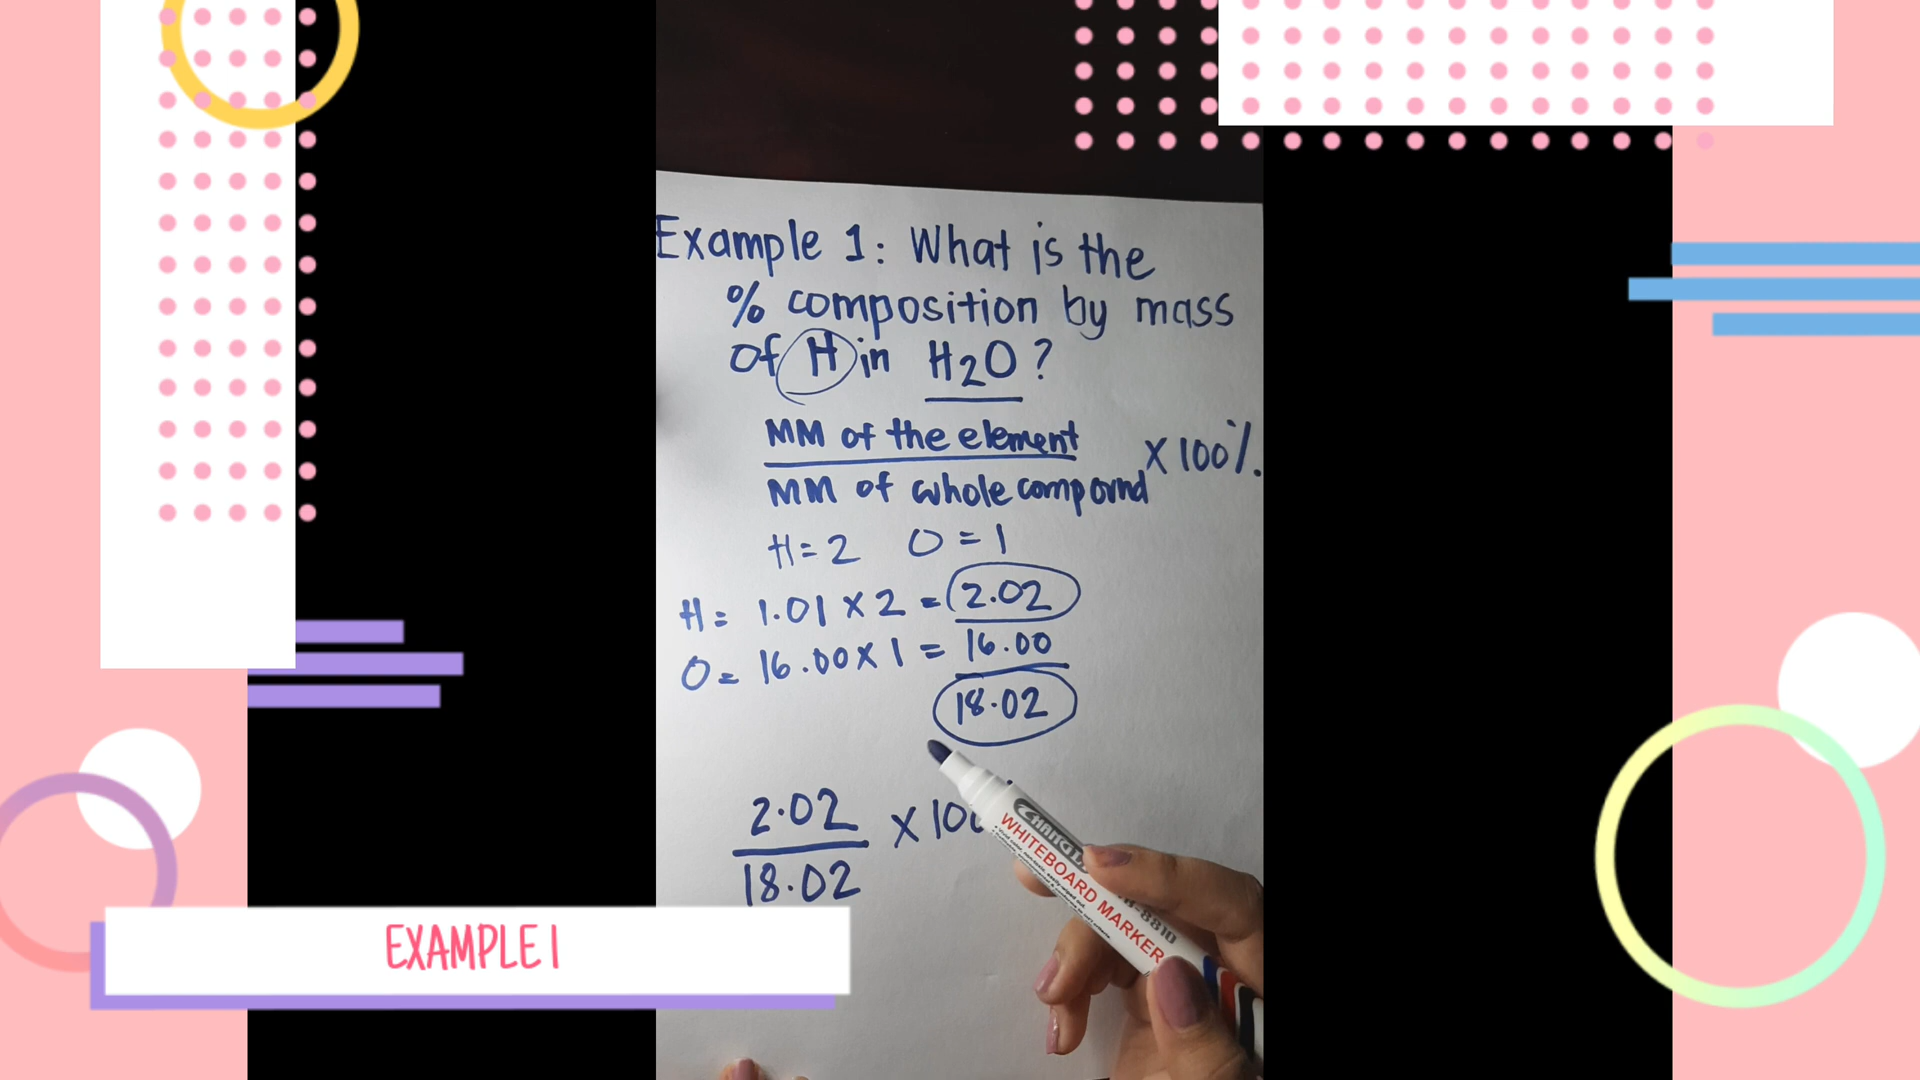 Example 1: What is the
% composition by mass
of H in H2O?
MM of the element
X 100%.
MM of whole compound
H = 2 O = 1
H = 1.01 X 2 = 2.02
O = 16.00 X 1 = 16.00
18.02
2.02
X 100
18.02
WHITEBOARD MARKER
EXAMPLE 1